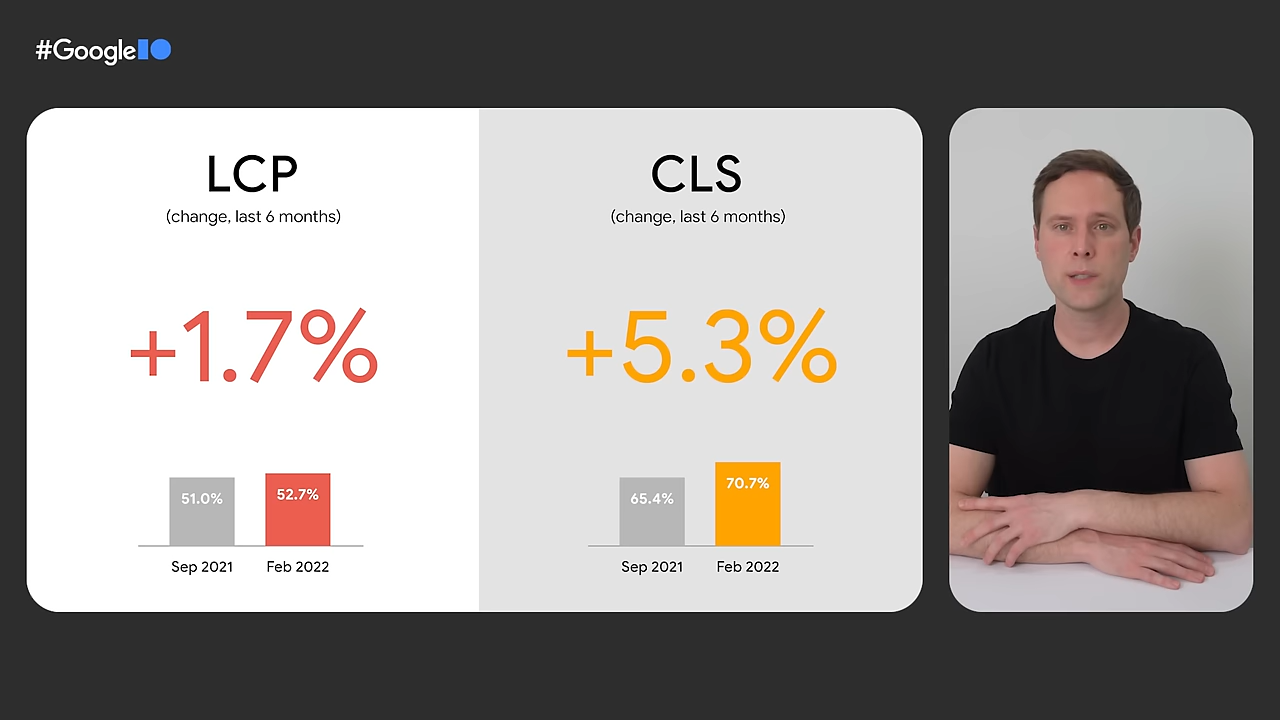 #GoogleIO
LCP
(change, last 6 months)
+1.7%
51.0%
52.7%
Sep 2021
Feb 2022
CLS
(change, last 6 months)
+5.3%
65.4%
70.7%
Sep 2021
Feb 2022